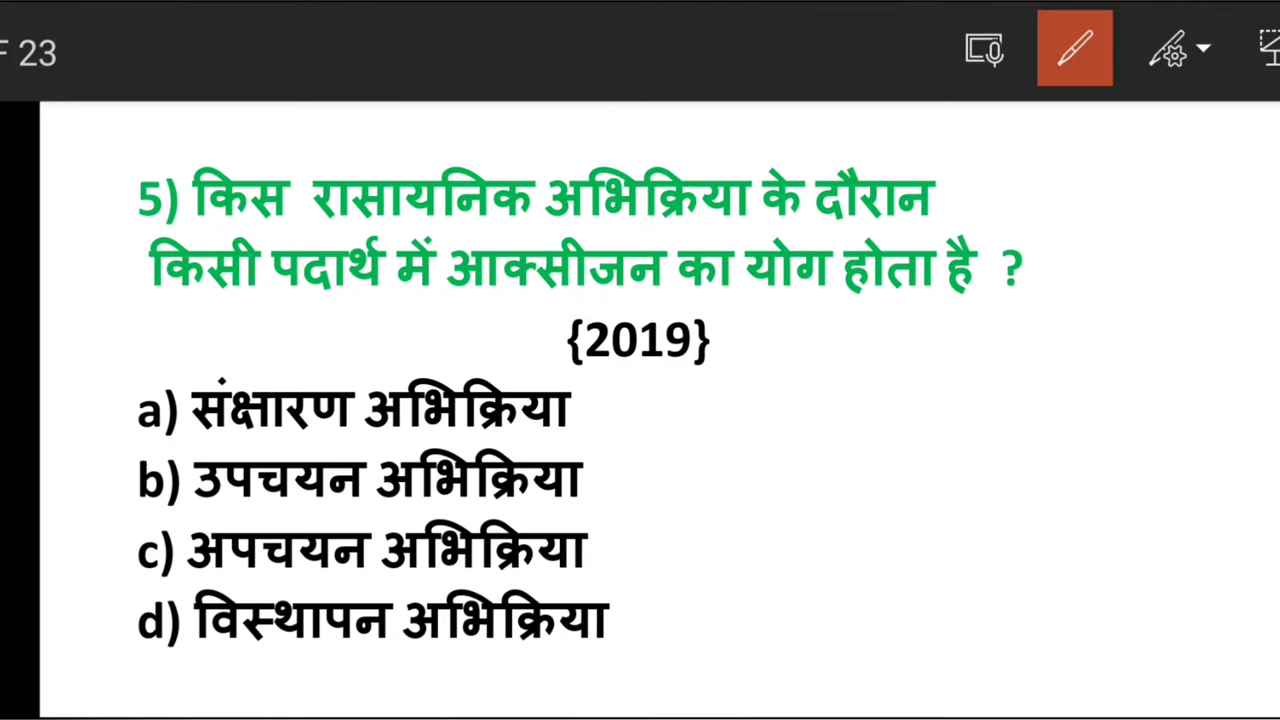 F 23
5) किस रासायनिक अभिक्रिया के दौरान
किसी पदार्थ में आक्सीजन का योग होता है ?
{2019}
a) संक्षारण अभिक्रिया
b) उपचयन अभिक्रिया
c) अपचयन अभिक्रिया
d) विस्थापन अभिक्रिया